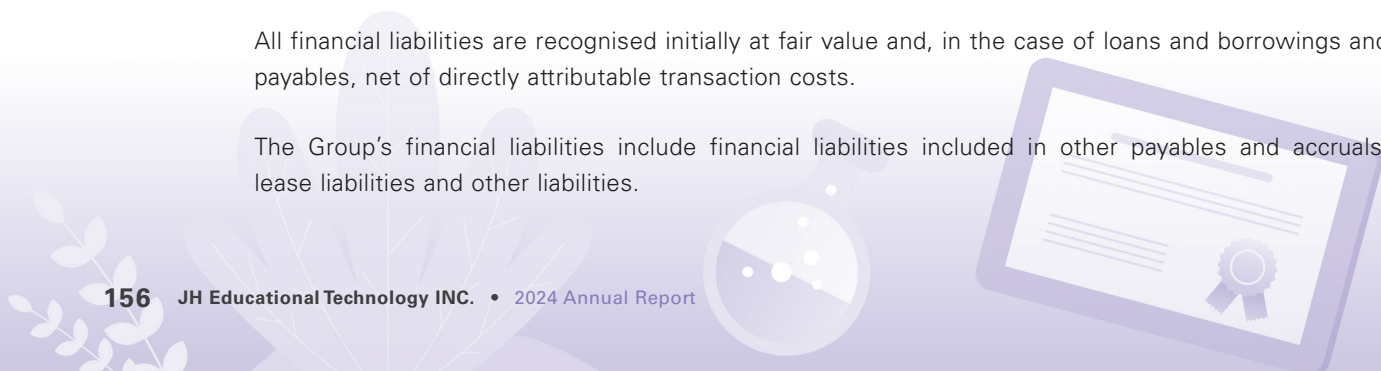 All financial liabilities are recognised initially at fair value and, in the case of loans and borrowings and
payables, net of directly attributable transaction costs.
The Group's financial liabilities include financial liabilities included in other payables and accruals
lease liabilities and other liabilities.
156 JH Educational Technology INC. • 2024 Annual Report